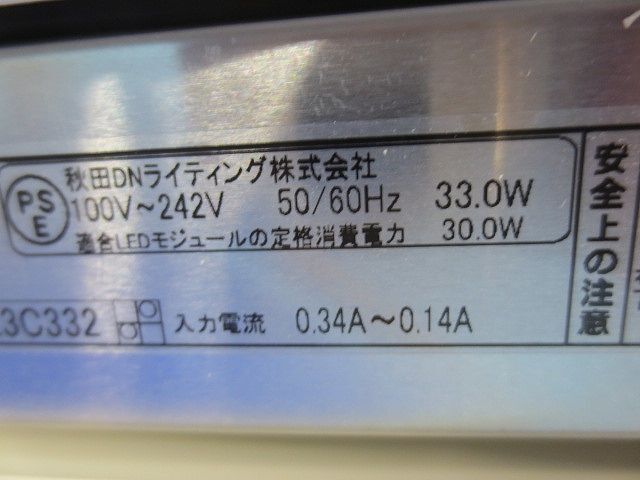 PS
E
秋田DNライティング株式会社
100V～242V 50/60Hz 33.0W
適合LEDモジュールの定格消費電力 30.0W
3C332 入力電流 0.34A～0.14A
安全上の注意